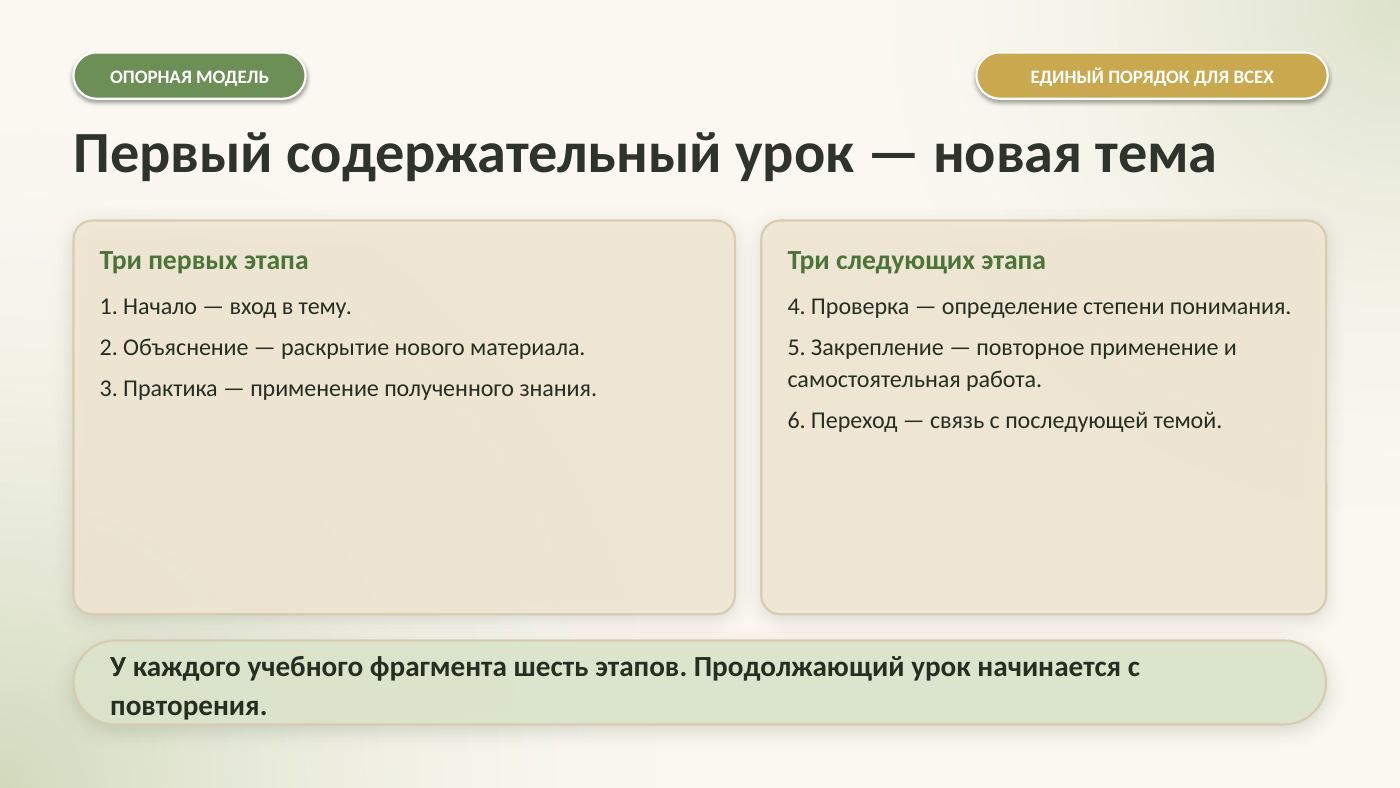 ОПОРНАЯ МОДЕЛЬ
ЕДИНЫЙ ПОРЯДОК ДЛЯ ВСЕХ
Первый содержательный урок — новая тема
Три первых этапа
1. Начало — вход в тему.
2. Объяснение — раскрытие нового материала.
3. Практика — применение полученного знания.
Три следующих этапа
4. Проверка — определение степени понимания.
5. Закрепление — повторное применение и
самостоятельная работа.
6. Переход — связь с последующей темой.
У каждого учебного фрагмента шесть этапов. Продолжающий урок начинается с
повторения.